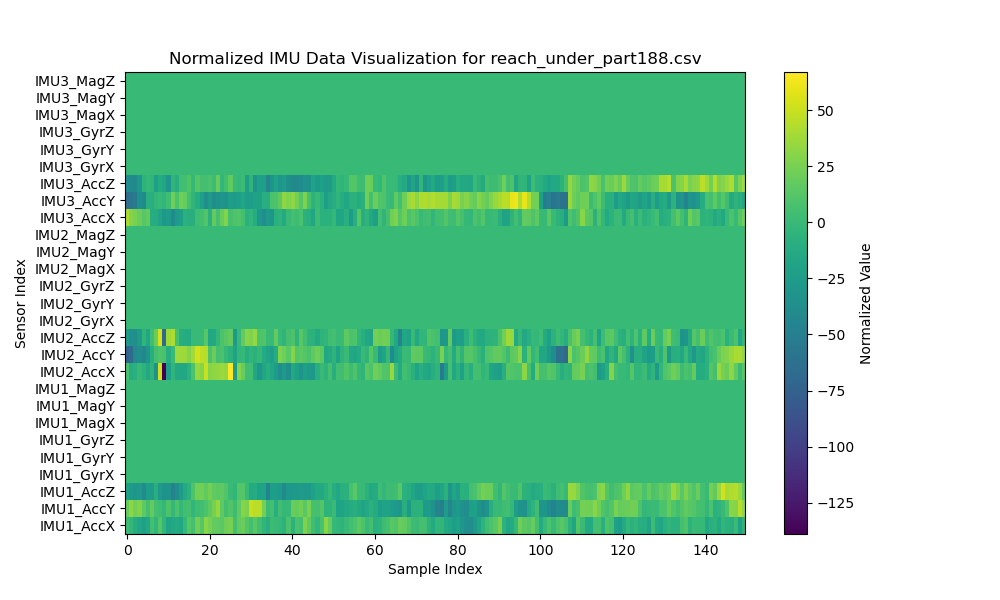 Normalized IMU Data Visualization for reach_under_part188.csv
IMU3_MagZ
IMU3_MagY
IMU3_MagX
IMU3_GyrZ
IMU3_GyrY
IMU3_GyrX
IMU3_AccZ
IMU3_AccY
IMU3_AccX
IMU2_MagZ
IMU2_MagY
IMU2_MagX
IMU2_GyrZ
IMU2_GyrY
IMU2_GyrX
IMU2_AccZ
IMU2_AccY
IMU2_AccX
IMU1_MagZ
IMU1_MagY
IMU1_MagX
IMU1_GyrZ
IMU1_GyrY
IMU1_GyrX
IMU1_AccZ
IMU1_AccY
IMU1_AccX
Sensor Index
0 20 40 60 80 100 120 140
Sample Index
50
25
0
−25
−50
−75
−100
−125
Normalized Value